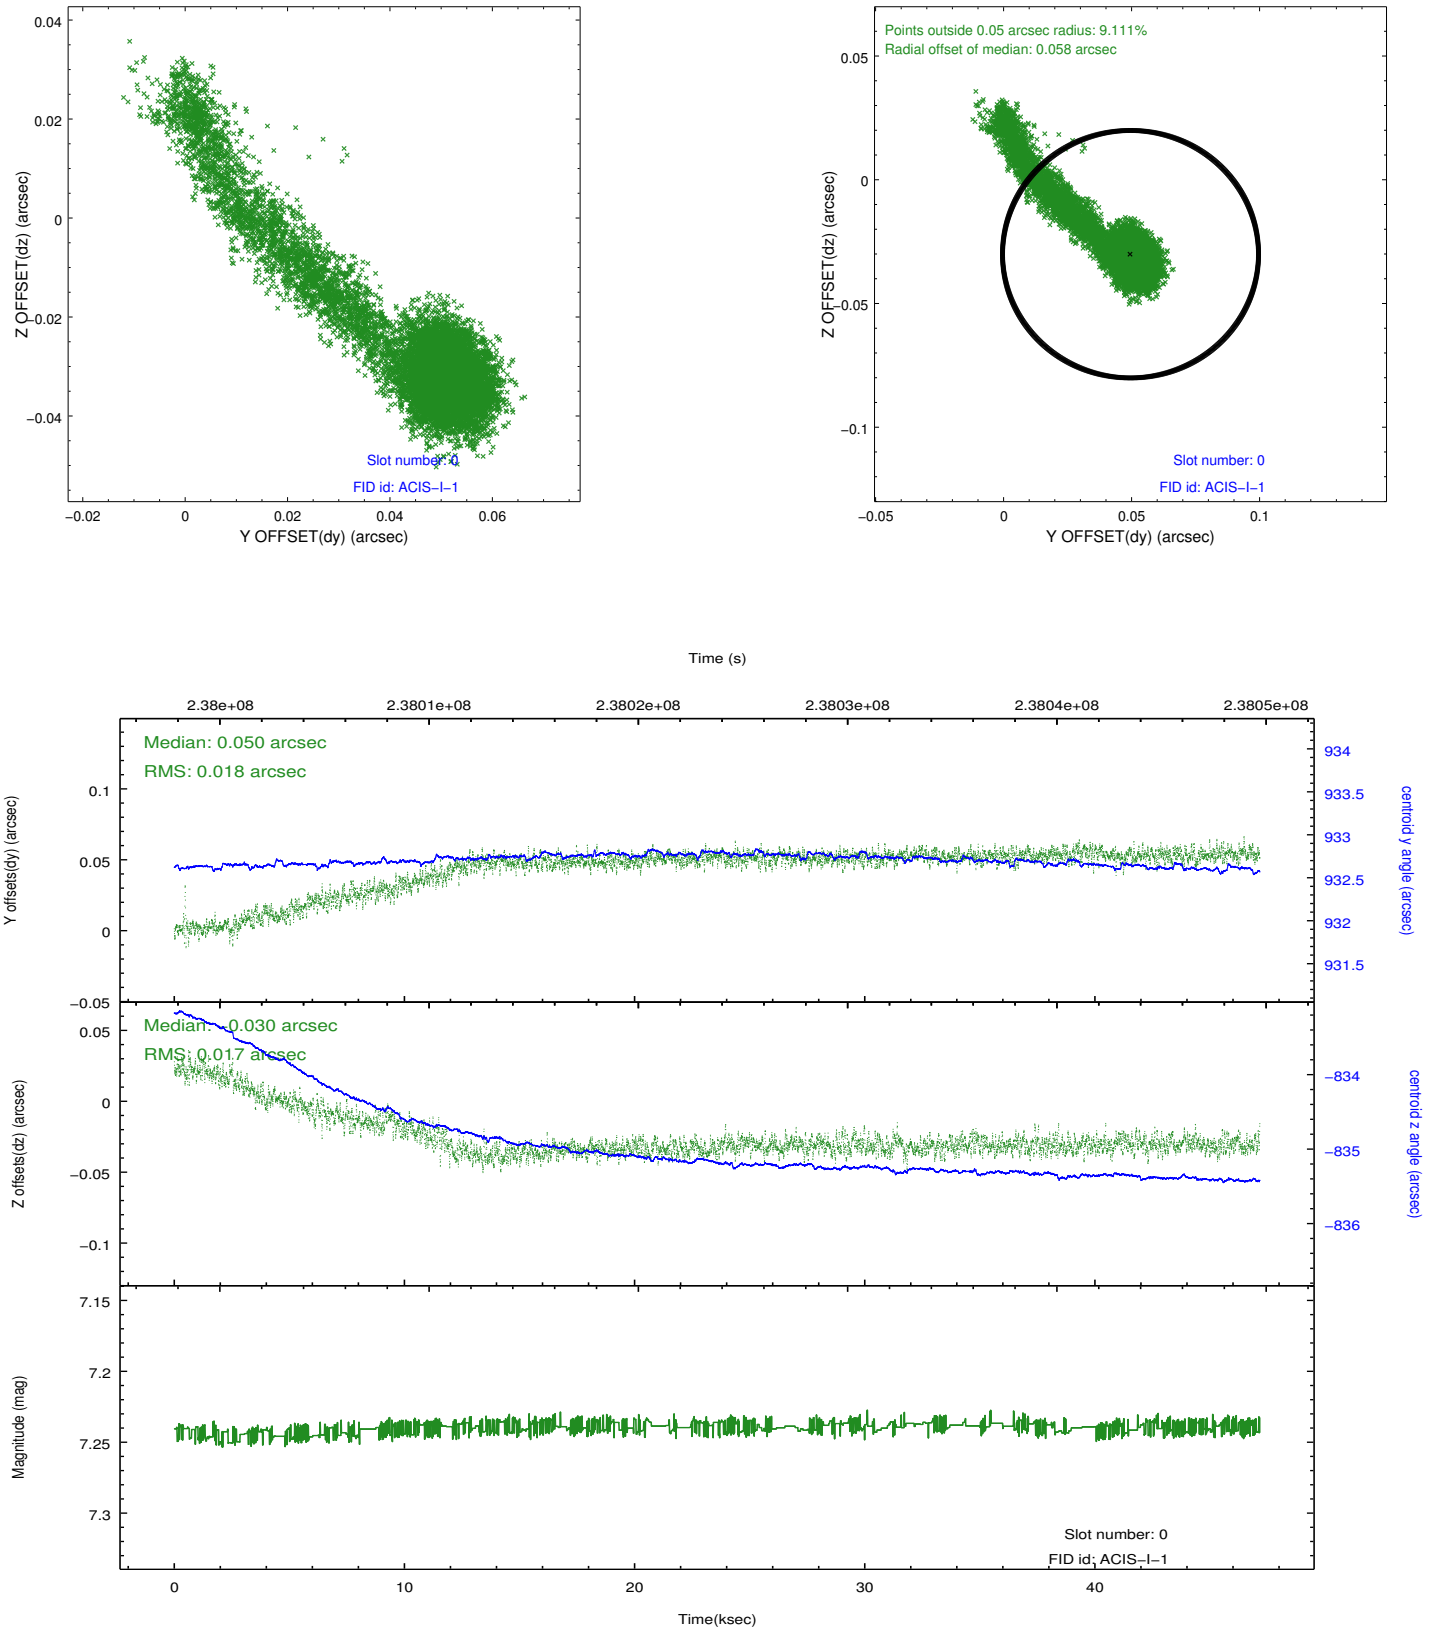 0.04
0.02
0
−0.02
−0.04
Z OFFSET(dz) (arcsec)
Slot number: 0
FID id: ACIS−I−1
−0.02
0
0.02
0.04
0.06
Y OFFSET(dy) (arcsec)
Points outside 0.05 arcsec radius: 9.111%
Radial offset of median: 0.058 arcsec
0.05
0
−0.05
−0.1
Z OFFSET(dz) (arcsec)
Slot number: 0
FID id: ACIS−I−1
−0.05
0
0.05
0.1
Y OFFSET(dy) (arcsec)
Time (s)
2.38e+08
2.3801e+08
2.3802e+08
2.3803e+08
2.3804e+08
2.3805e+08
Median: 0.050 arcsec
RMS: 0.018 arcsec
0.1
0.05
0
−0.05
Y offsets(dy) (arcsec)
934
933.5
933
932.5
932
931.5
centroid y angle (arcsec)
Median: −0.030 arcsec
RMS: 0.017 arcsec
0.05
0
−0.05
−0.1
Z offsets(dz) (arcsec)
−834
−835
−836
centroid z angle (arcsec)
7.15
7.2
7.25
7.3
Magnitude (mag)
Slot number: 0
FID id: ACIS−I−1
0
10
20
30
40
Time(ksec)